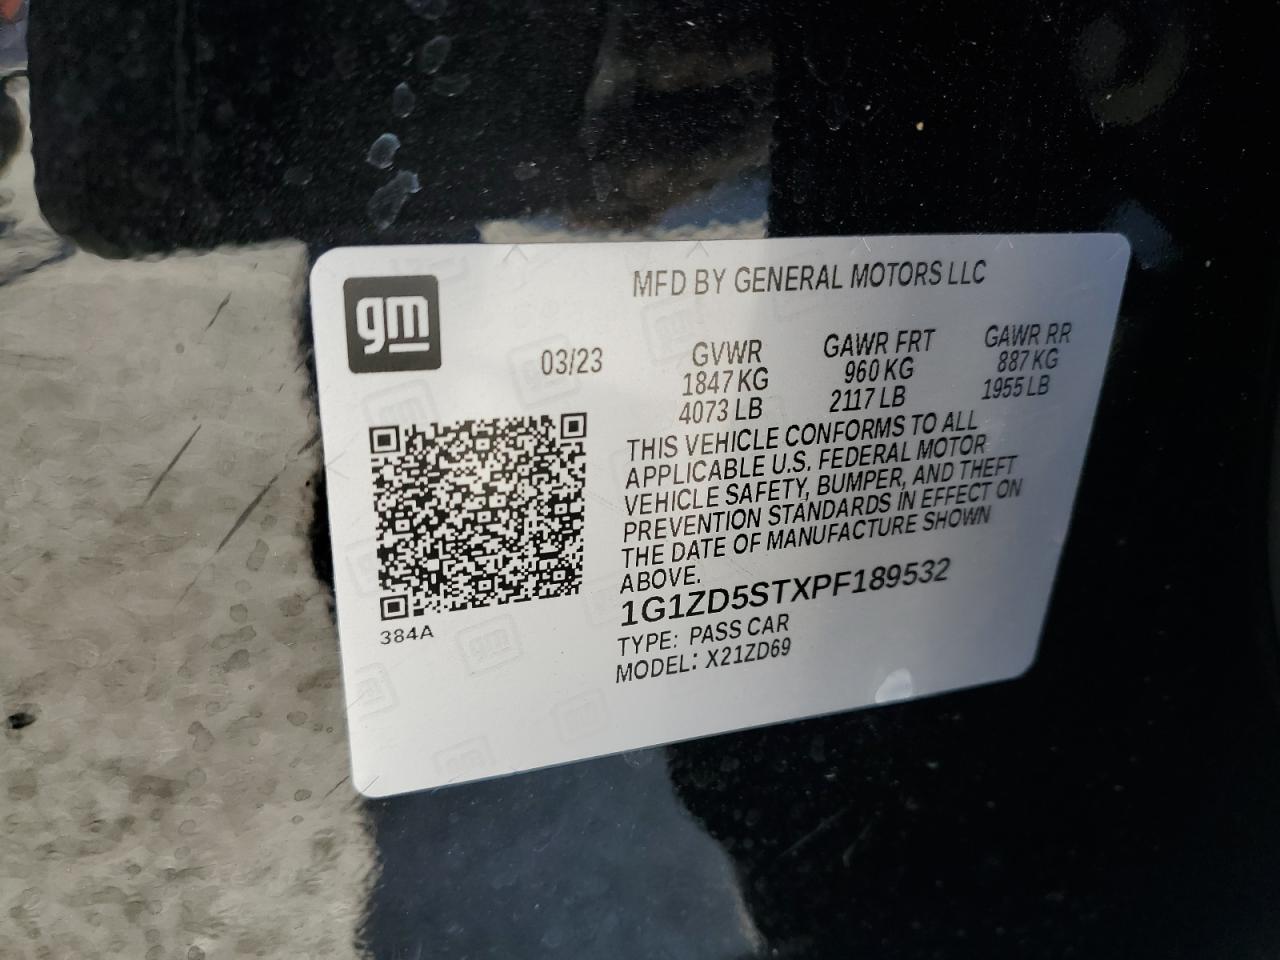 gm
MFD BY GENERAL MOTORS LLC
03/23
GVWR
1847 KG
4073 LB
GAWR FRT
960 KG
2117 LB
GAWR RR
887 KG
1955 LB
THIS VEHICLE CONFORMS TO ALL
APPLICABLE U.S. FEDERAL MOTOR
VEHICLE SAFETY, BUMPER, AND THEFT
PREVENTION STANDARDS IN EFFECT ON
THE DATE OF MANUFACTURE SHOWN
ABOVE.
1G1ZD5STXPF189532
TYPE: PASS CAR
MODEL: X21ZD69
384A